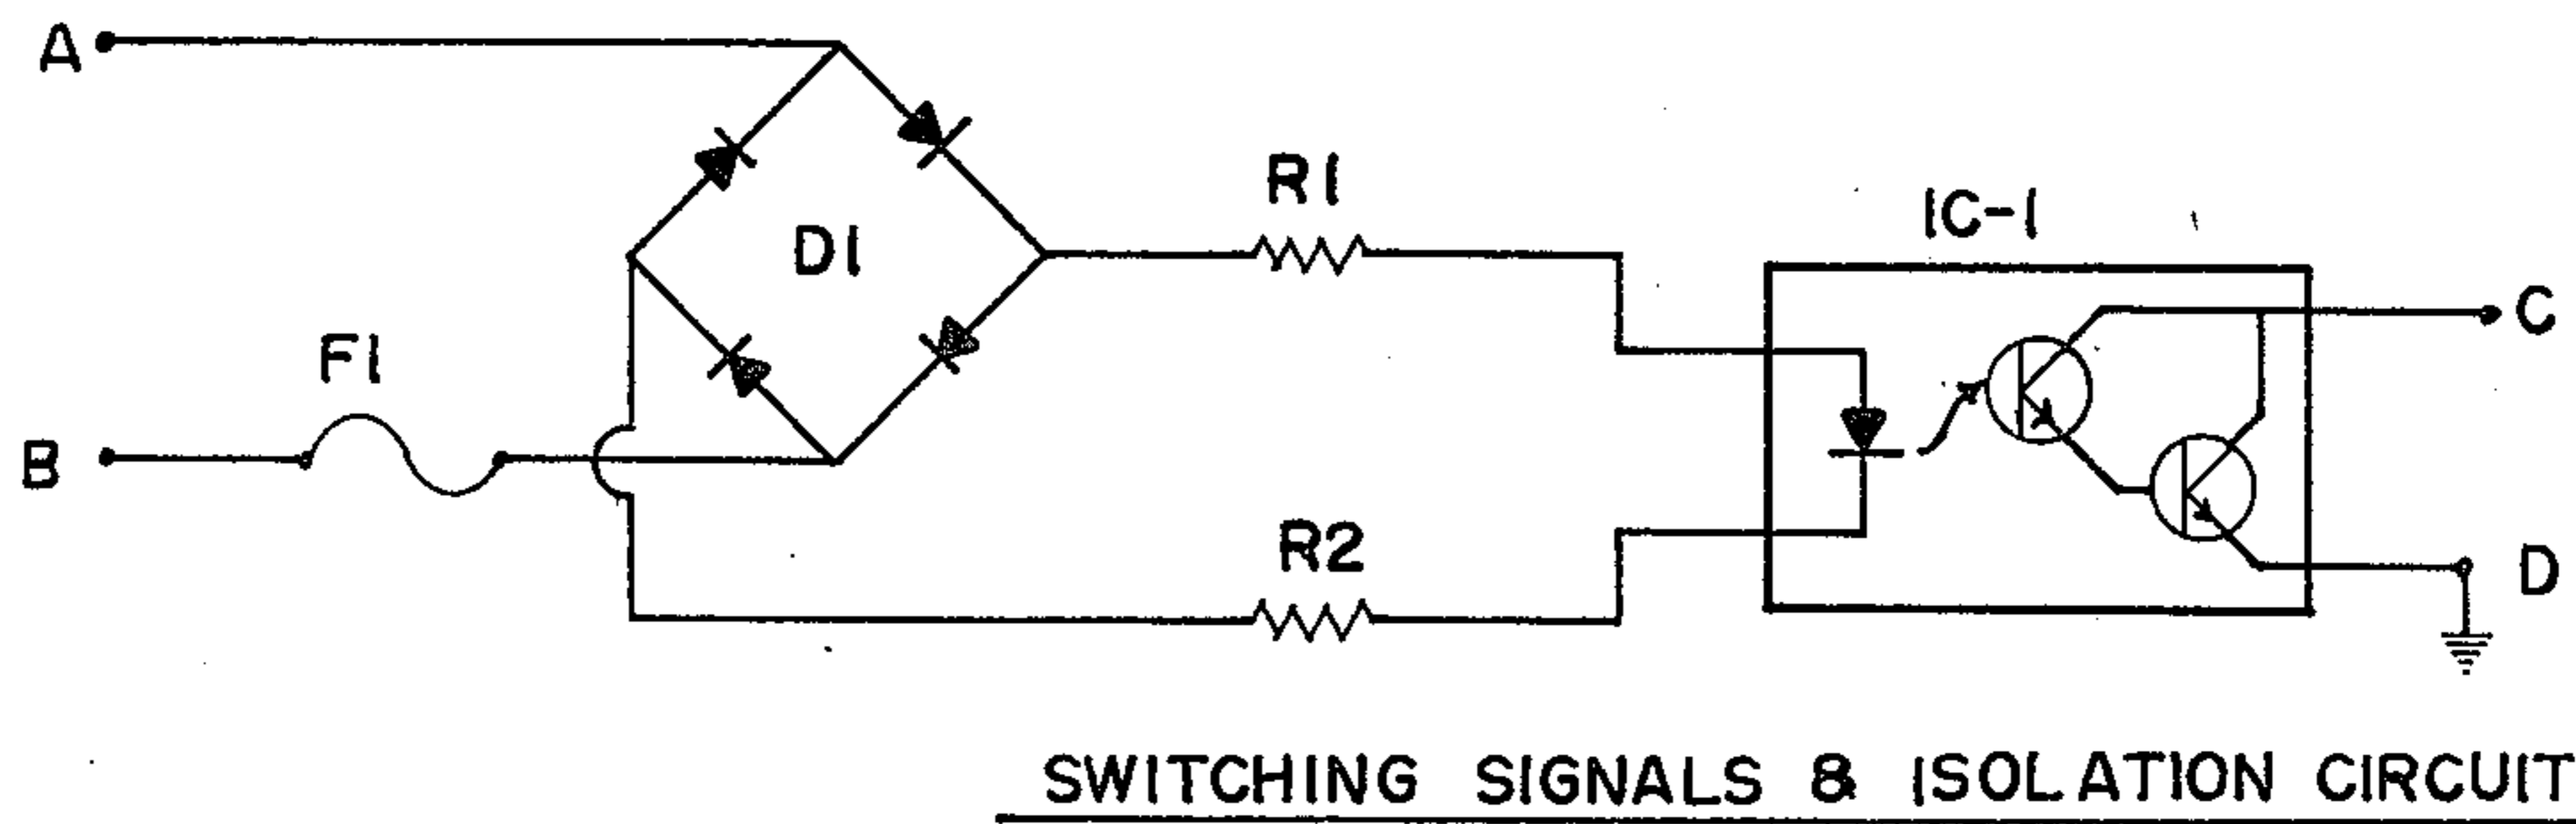 A
R1
IC-1
D1
C
F1
B
R2
D
SWITCHING SIGNALS & ISOLATION CIRCUIT